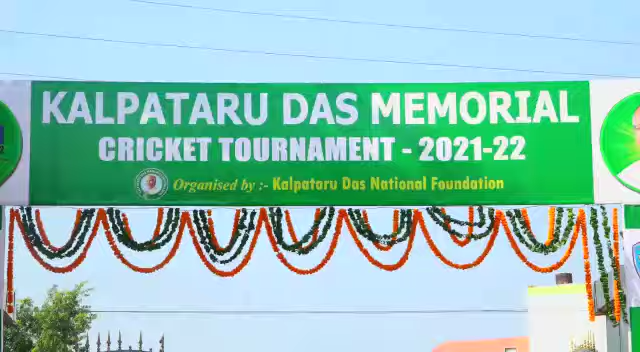 KALPATARU DAS MEMORIAL
CRICKET TOURNAMENT - 2021-22
Organised by :- Kalpataru Das National Foundation